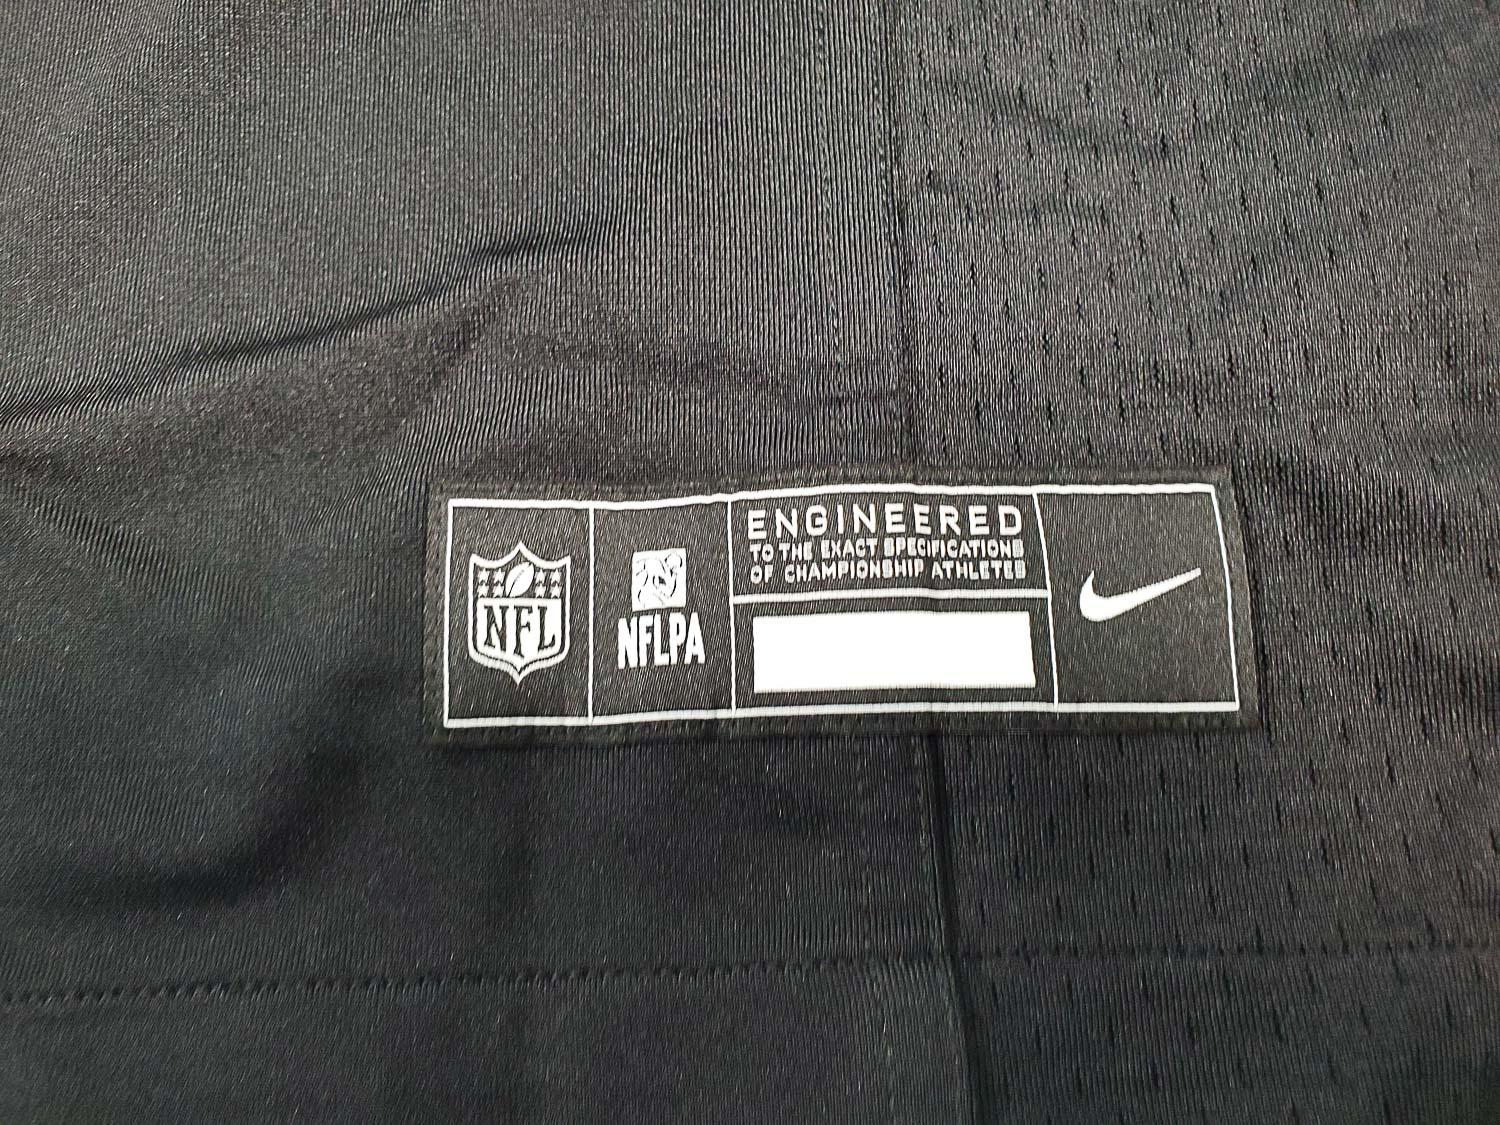 NFL
NFLPA
ENGINEERED
TO THE EXACT SPECIFICATIONS
OF CHAMPIONSHIP ATHLETES